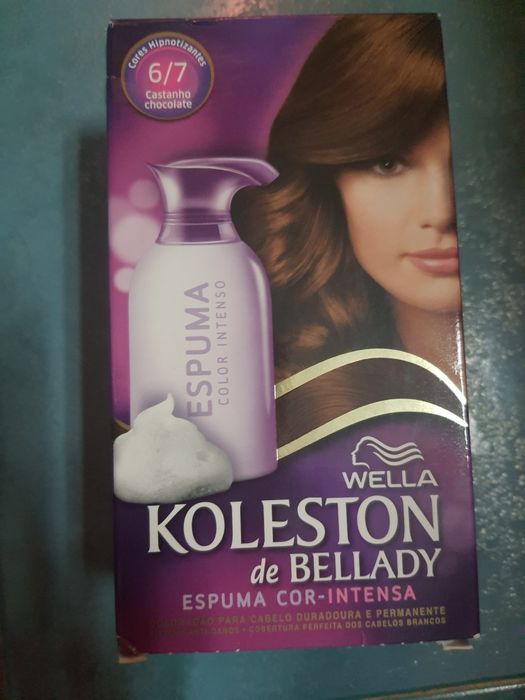 Cores Hipnotizantes
6/7
Castanho
chocolate
ESPUMA
COLOR INTENSO
WELLA
KOLESTON
de BELLADY
ESPUMA COR-INTENSA
COLORAÇÃO PARA CABELO DURADOURA E PERMANENTE
COBERTURA PERFEITA DOS CABELOS BRANCOS